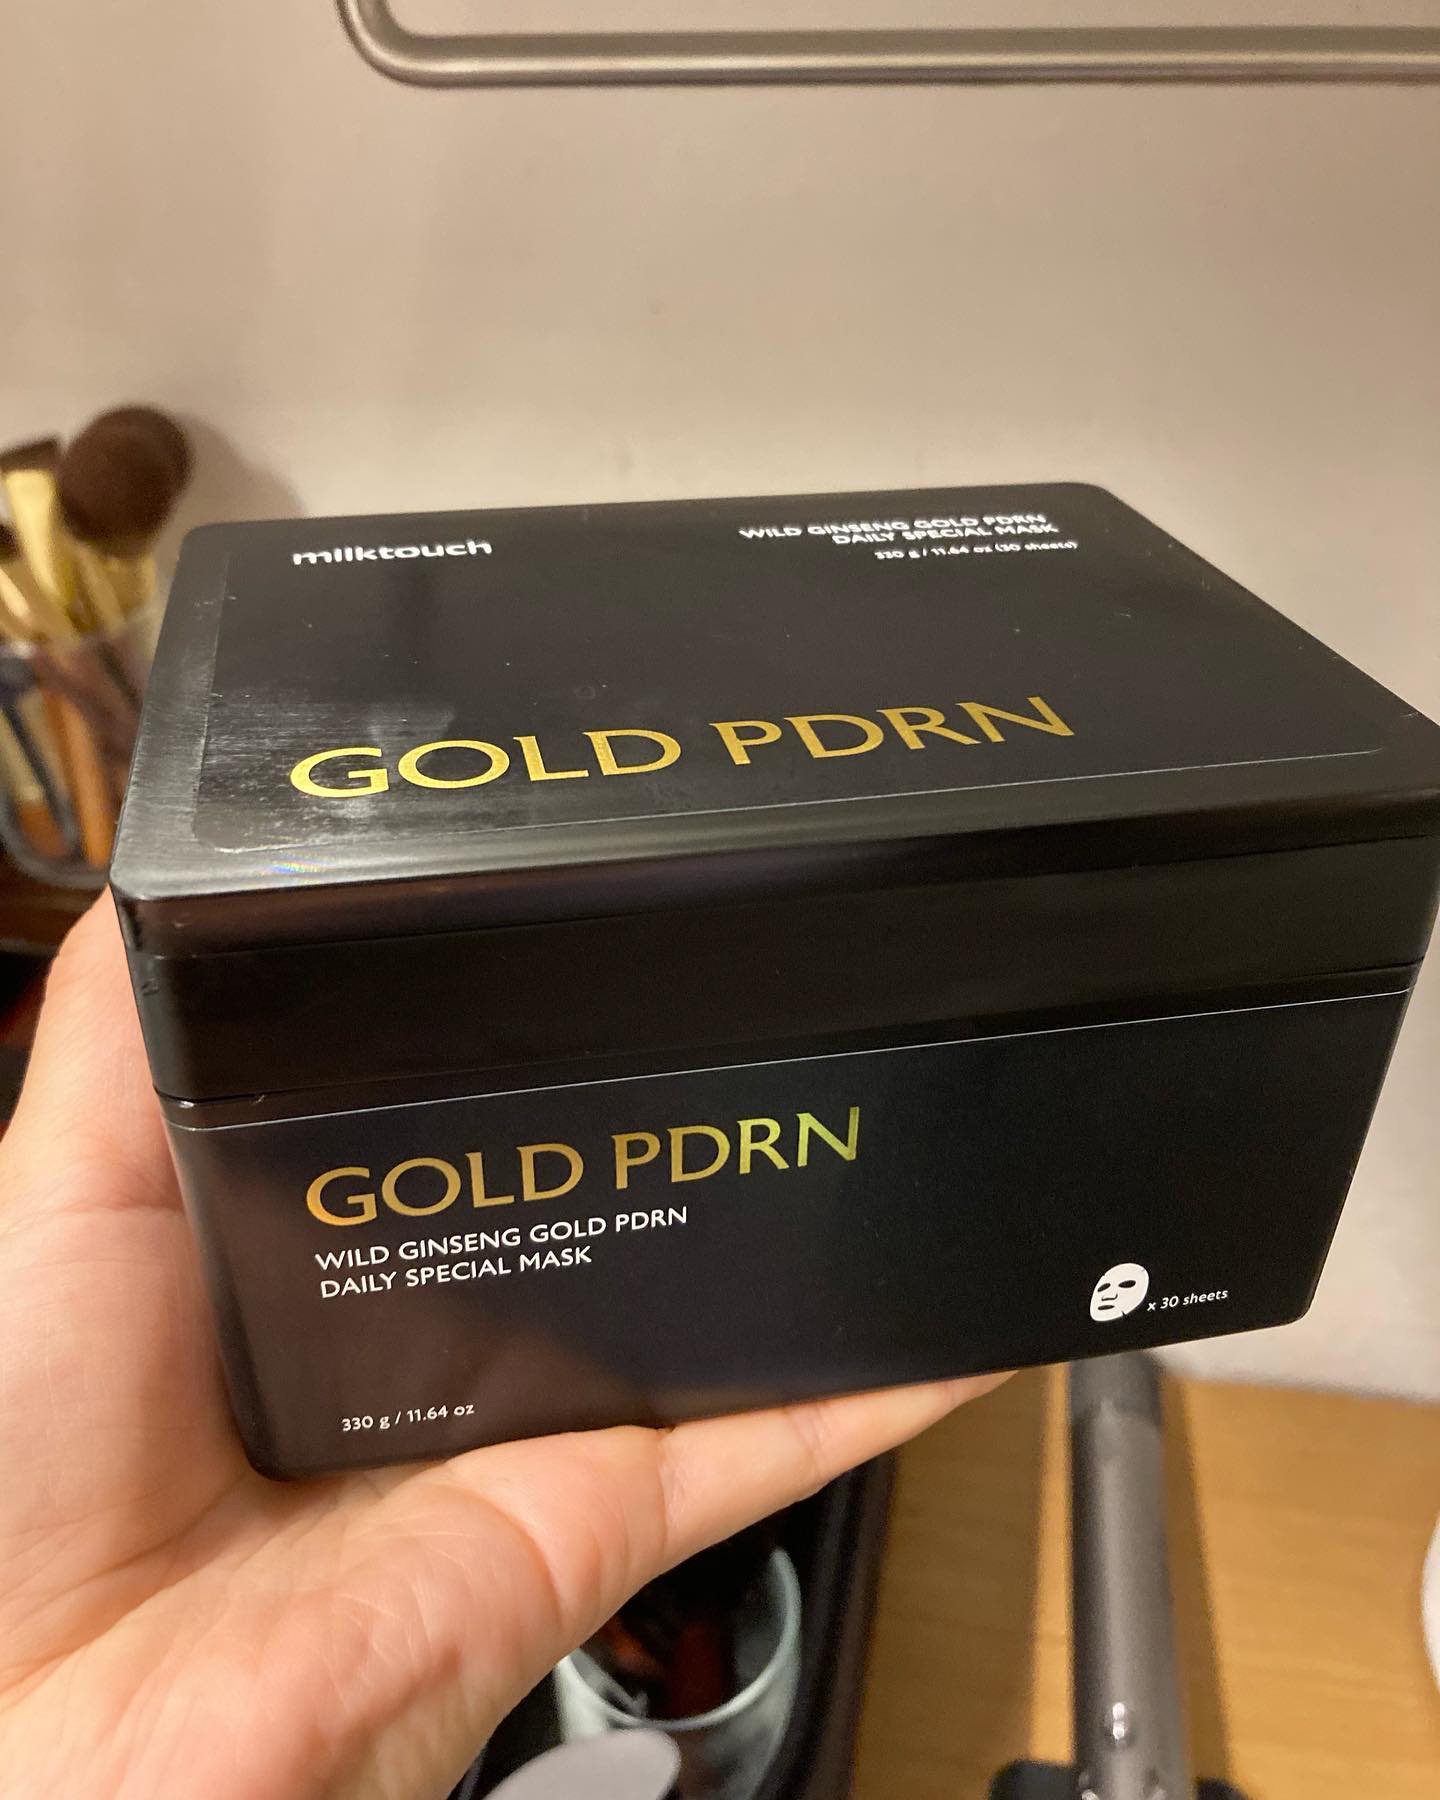 milktouch
WILD GINSENG GOLD PDRN
DAILY SPECIAL MASK
330 g / 11.64 oz (30 sheets)
GOLD PDRN
GOLD PDRN
WILD GINSENG GOLD PDRN
DAILY SPECIAL MASK
x 30 sheets
330 g / 11.64 oz